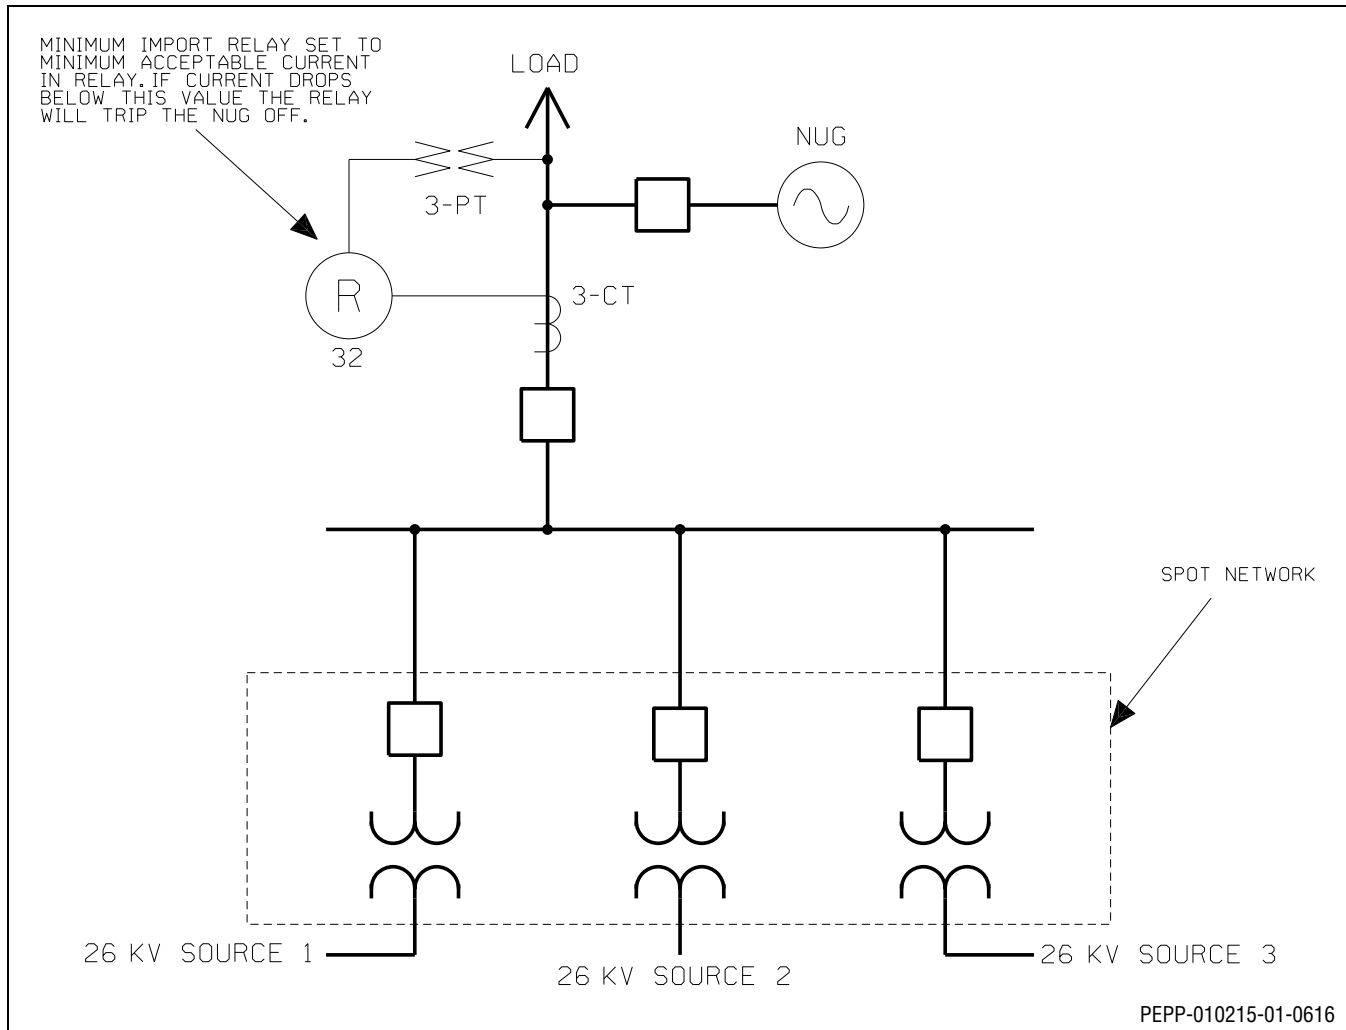 MINIMUM IMPORT RELAY SET TO
MINIMUM ACCEPTABLE CURRENT
IN RELAY. IF CURRENT DROPS
BELOW THIS VALUE THE RELAY
WILL TRIP THE NUG OFF.
LOAD
NUG
3-PT
R
3-CT
32
SPOT NETWORK
26 KV SOURCE 1
26 KV SOURCE 2
26 KV SOURCE 3
PEPP-010215-01-0616